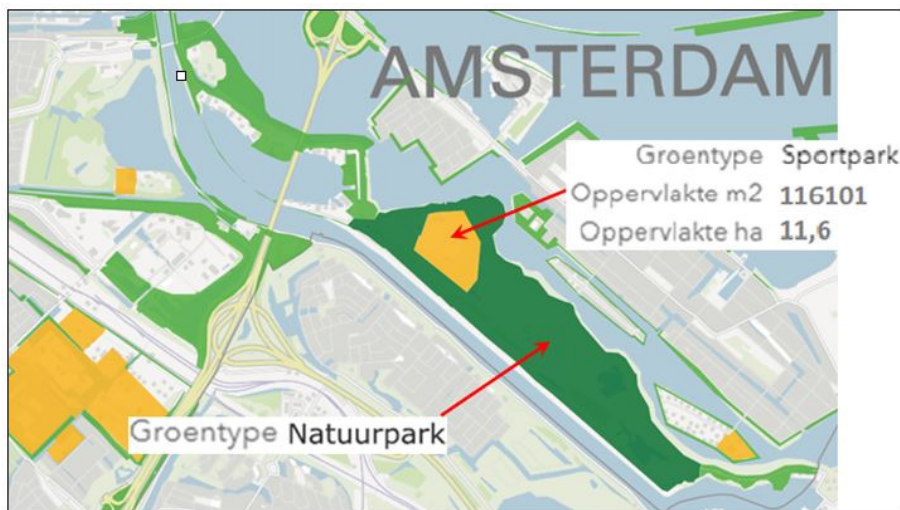 AMSTERDAM
Groentype Sportpark
Oppervlakte m2 116101
Oppervlakte ha 11,6
Groentype Natuurpark